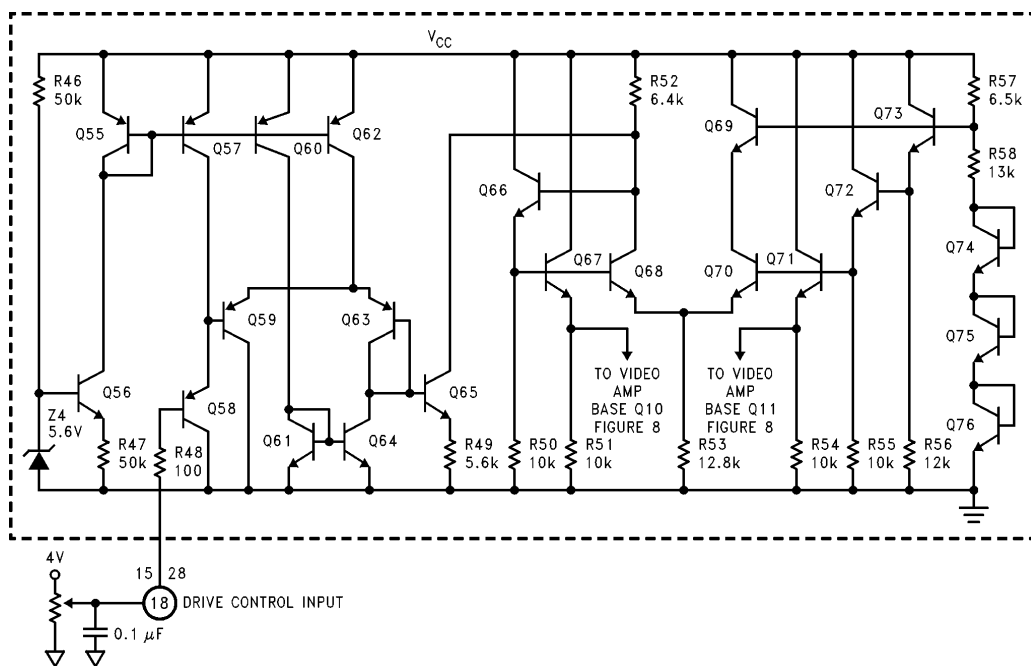 VCC
R46
50k
Q55
Q57
Q60
Q62
R52
6.4k
Q69
Q73
R57
6.5k
R58
13k
Q66
Q72
Q67
Q68
Q70
Q71
Q74
Q59
Q63
Q75
TO VIDEO
AMP
BASE Q10
FIGURE 8
TO VIDEO
AMP
BASE Q11
FIGURE 8
Q56
Q58
Q65
Z4
5.6V
Q76
R47
50k
R48
100
Q61
Q64
R49
5.6k
R50
10k
R51
10k
R53
12.8k
R54
10k
R55
10k
R56
12k
4V
15
28
18
DRIVE CONTROL INPUT
0.1 μF